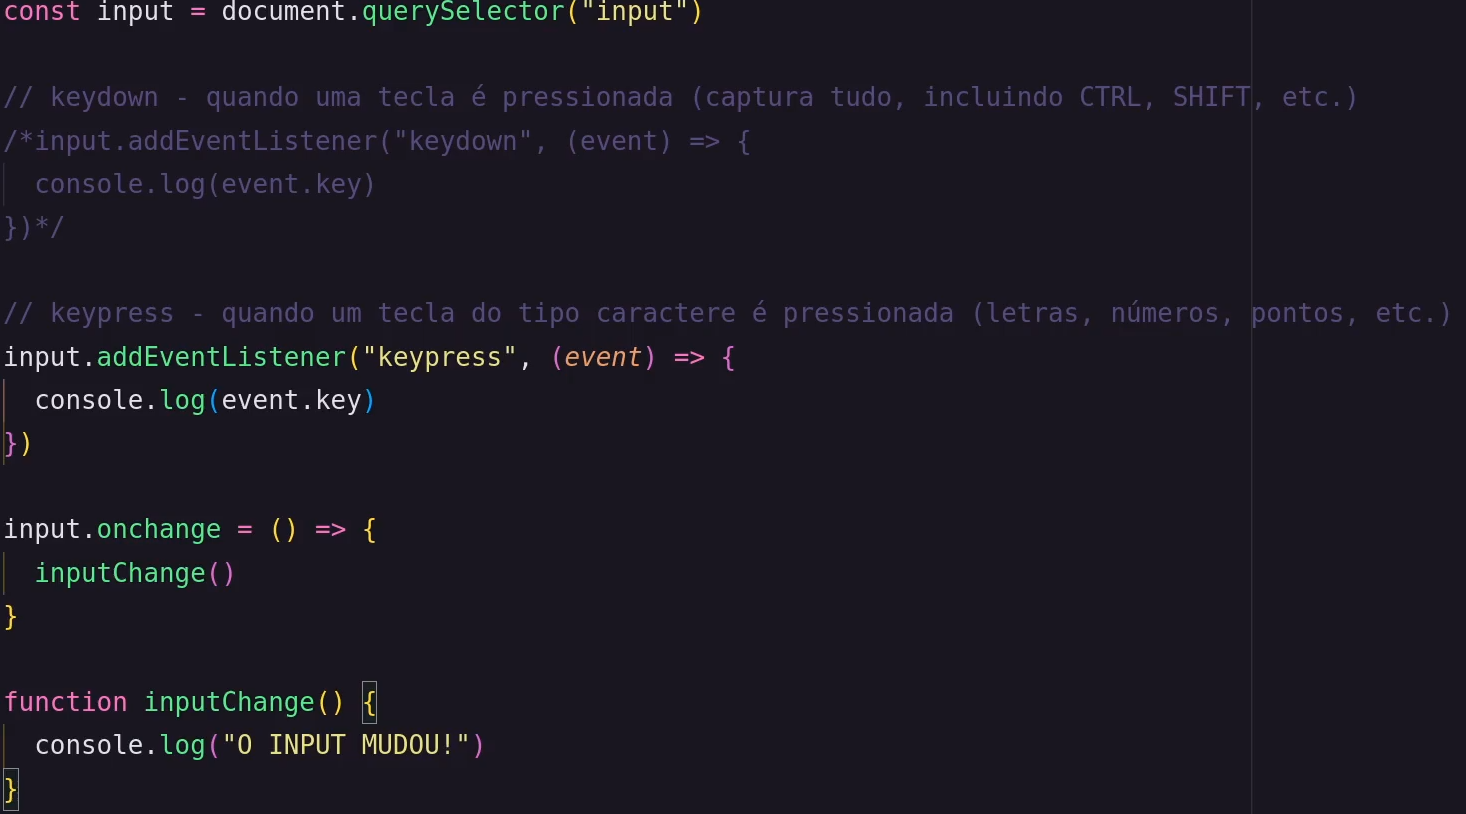 const input = document.querySelector("input")
// keydown - quando uma tecla é pressionada (captura tudo, incluindo CTRL, SHIFT, etc.)
/*input.addEventListener("keydown", (event) => {
  console.log(event.key)
})*/
// keypress - quando um tecla do tipo caractere é pressionada (letras, números, pontos, etc.)
input.addEventListener("keypress", (event) => {
  console.log(event.key)
})
input.onchange = () => {
  inputChange()
}
function inputChange() {
  console.log("O INPUT MUDOU!")
}